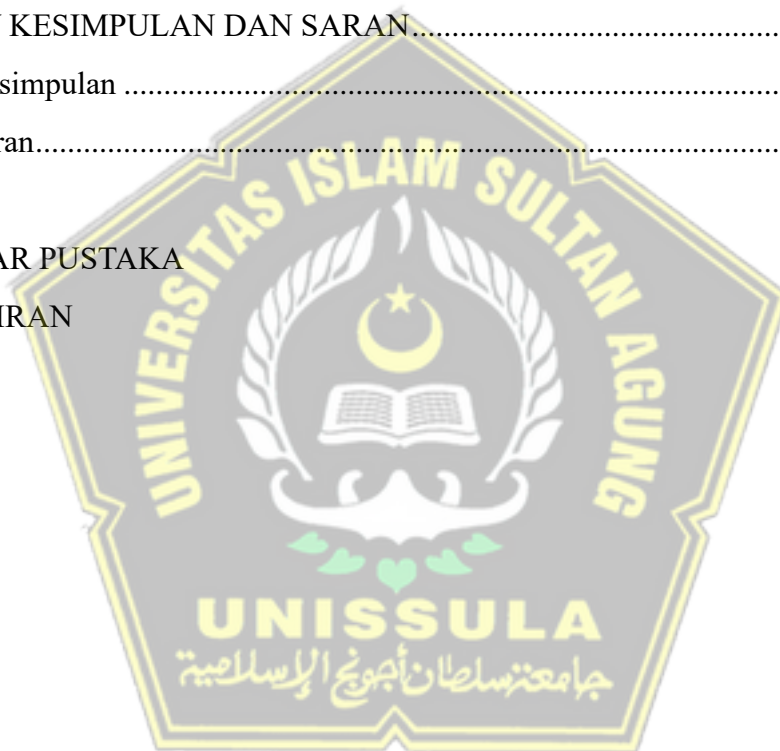 KESIMPULAN DAN SARAN........................................
simpulan ........................................................................
ran...................................................................................
AR PUSTAKA
IRAN
UNIVERSITAS ISLAM SULTAN AGUNG
UNISSULA
جامعة سلطان أجونج الإسلامية